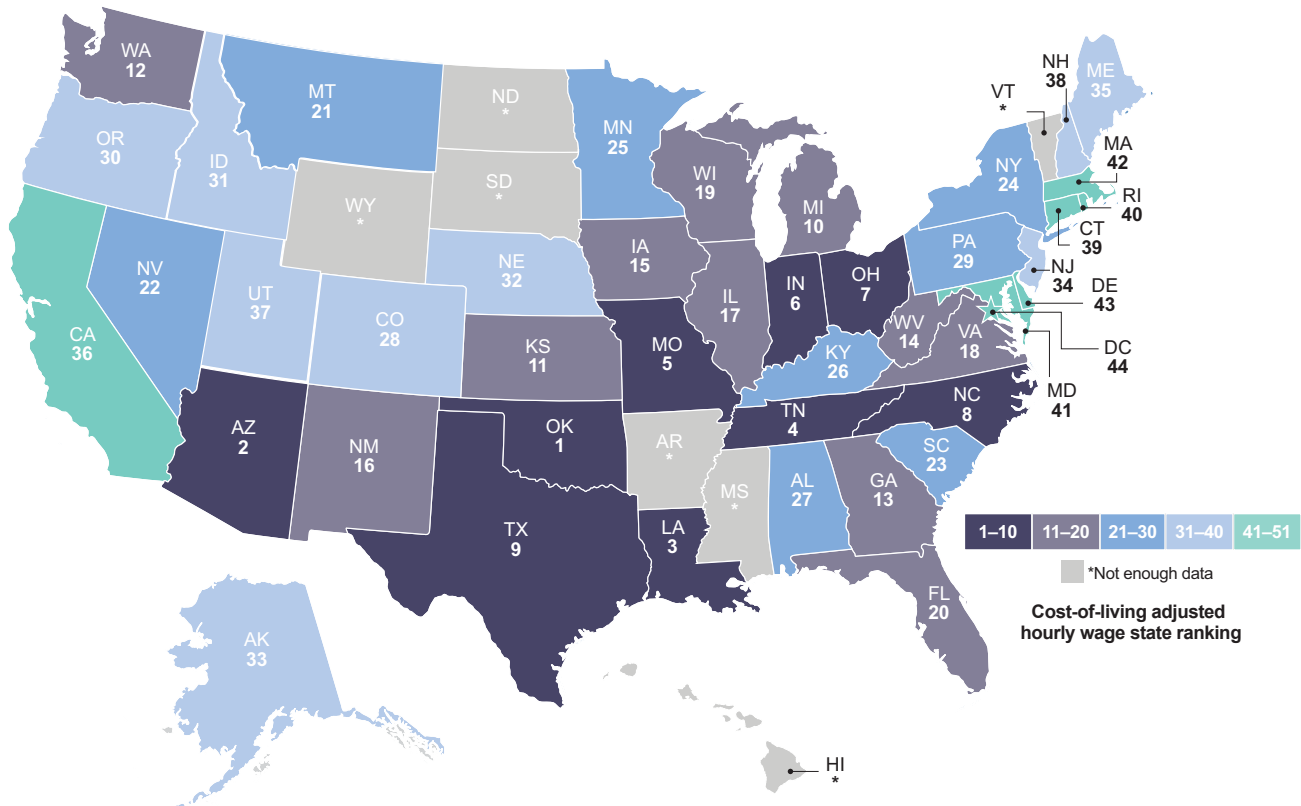 WA
12
MT
21
ND
*
MN
25
VT
*
NH
38
ME
35
OR
30
ID
31
SD
*
WI
19
MI
10
NY
24
MA
42
RI
40
WY
*
CT
39
IA
15
NE
32
PA
29
NJ
34
NV
22
UT
37
CO
28
IL
17
IN
6
OH
7
DE
43
CA
36
KS
11
MO
5
WV
14
VA
18
KY
26
DC
44
MD
41
AZ
2
NM
16
OK
1
AR
*
TN
4
NC
8
SC
23
MS
*
AL
27
GA
13
TX
9
LA
3
1–10 11–20 21–30 31–40 41–51
*Not enough data
FL
20
Cost-of-living adjusted
hourly wage state ranking
AK
33
HI
*